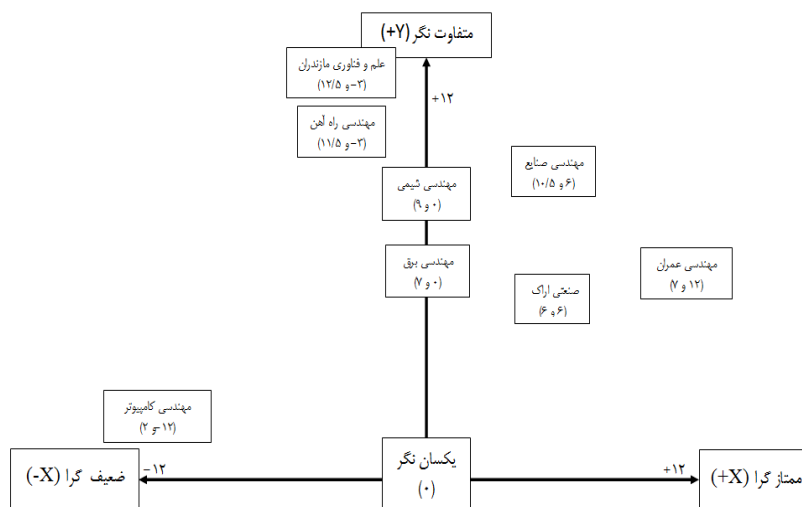 متفاوت نگر (Y+)
علم و فناوری مازندران
(۳- و ۱۲/۵)
+۱۲
مهندسی راه آهن
(۳- و ۱۱/۵)
مهندسی صنایع
(۶ و ۱۰/۵)
مهندسی شیمی
(۰ و ۹)
مهندسی برق
(۰ و ۷)
مهندسی عمران
(۱۲ و ۷)
صنعتی اراک
(۶ و ۶)
مهندسی کامپیوتر
(۱۲- و ۲)
یکسان نگر
(۰)
ممتاز گرا (X+)
+۱۲
−۱۲
ضعیف گرا (X-)